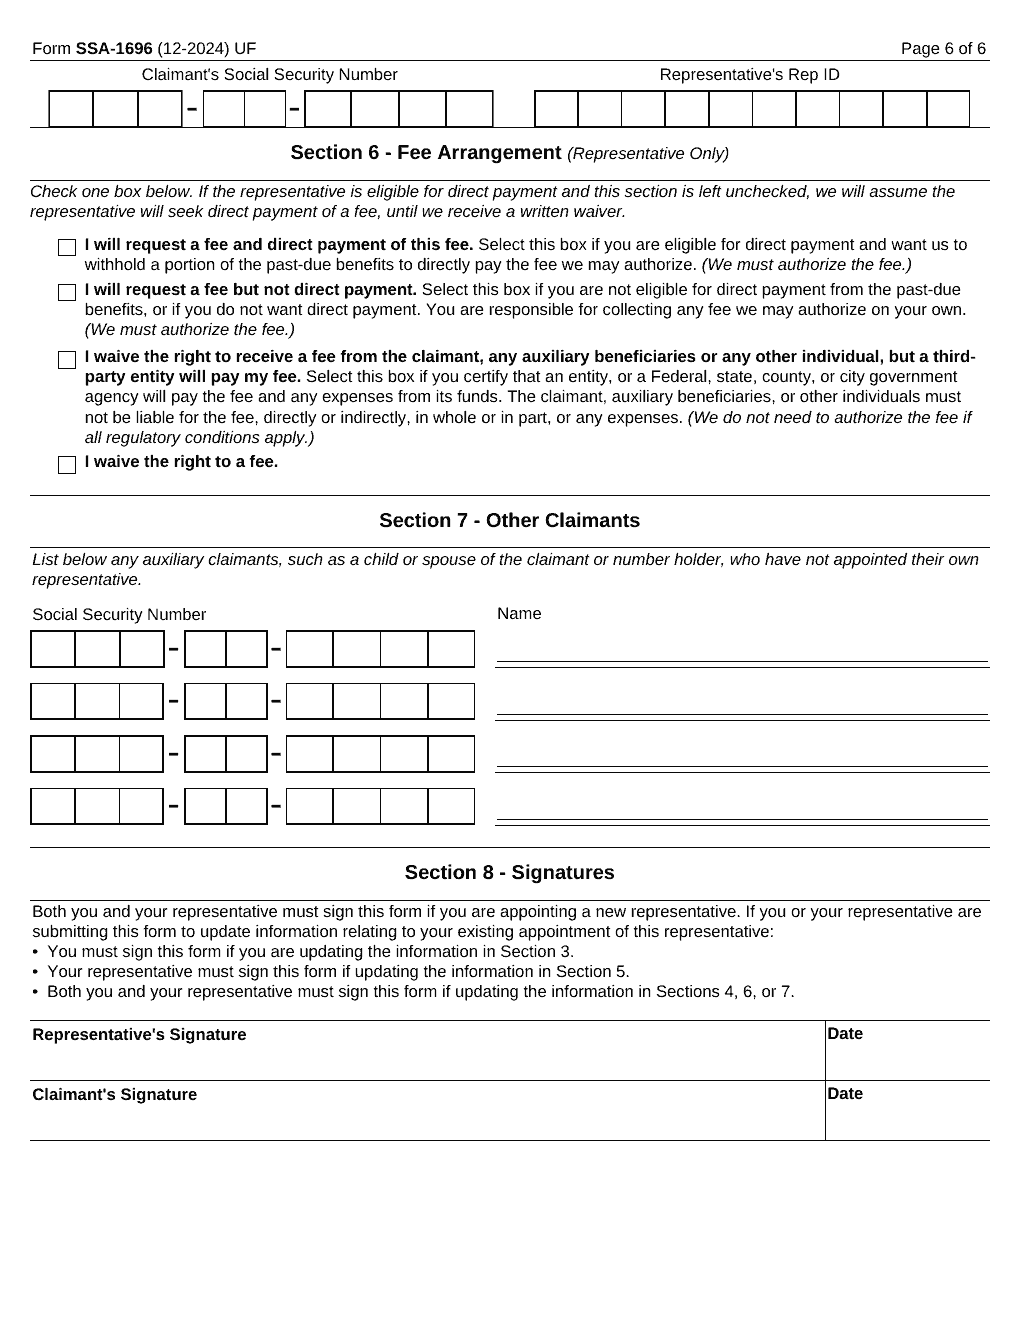 Form SSA-1696 (12-2024) UF
Page 6 of 6
Claimant's Social Security Number
Representative's Rep ID
Section 6 - Fee Arrangement (Representative Only)
Check one box below. If the representative is eligible for direct payment and this section is left unchecked, we will assume the
representative will seek direct payment of a fee, until we receive a written waiver.
I will request a fee and direct payment of this fee. Select this box if you are eligible for direct payment and want us to
withhold a portion of the past-due benefits to directly pay the fee we may authorize. (We must authorize the fee.)
I will request a fee but not direct payment. Select this box if you are not eligible for direct payment from the past-due
benefits, or if you do not want direct payment. You are responsible for collecting any fee we may authorize on your own.
(We must authorize the fee.)
I waive the right to receive a fee from the claimant, any auxiliary beneficiaries or any other individual, but a third-
party entity will pay my fee. Select this box if you certify that an entity, or a Federal, state, county, or city government
agency will pay the fee and any expenses from its funds. The claimant, auxiliary beneficiaries, or other individuals must
not be liable for the fee, directly or indirectly, in whole or in part, or any expenses. (We do not need to authorize the fee if
all regulatory conditions apply.)
I waive the right to a fee.
Section 7 - Other Claimants
List below any auxiliary claimants, such as a child or spouse of the claimant or number holder, who have not appointed their own
representative.
Social Security Number
Name
Section 8 - Signatures
Both you and your representative must sign this form if you are appointing a new representative. If you or your representative are
submitting this form to update information relating to your existing appointment of this representative:
• You must sign this form if you are updating the information in Section 3.
• Your representative must sign this form if updating the information in Section 5.
• Both you and your representative must sign this form if updating the information in Sections 4, 6, or 7.
Representative's Signature
Date
Claimant's Signature
Date